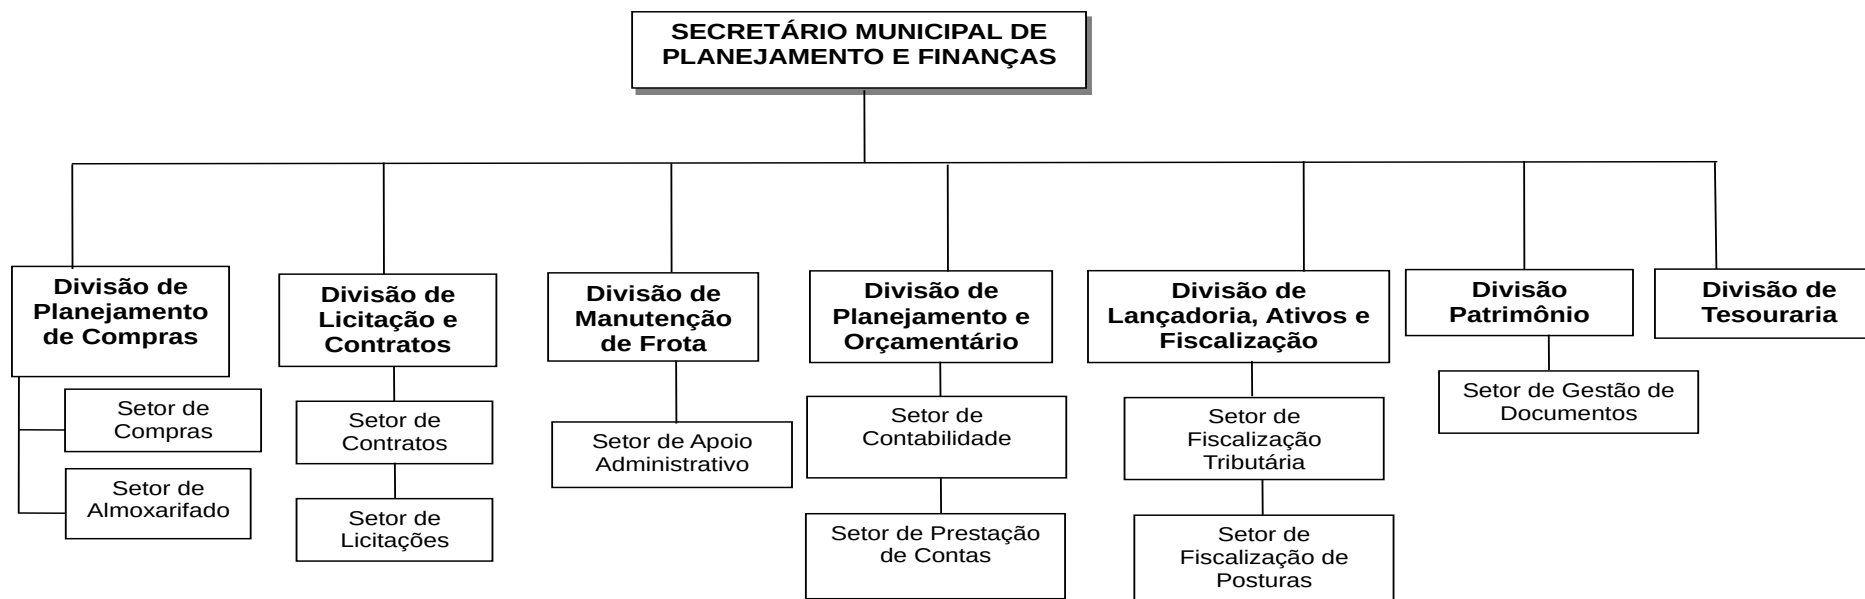 SECRETÁRIO MUNICIPAL DE
PLANEJAMENTO E FINANÇAS
Divisão de
Planejamento
de Compras
Divisão de
Licitação e
Contratos
Divisão de
Manutenção
de Frota
Divisão de
Planejamento e
Orçamentário
Divisão de
Lançadoria, Ativos e
Fiscalização
Divisão
Patrimônio
Divisão de
Tesouraria
Setor de
Compras
Setor de
Almoxarifado
Setor de
Contratos
Setor de
Licitações
Setor de Apoio
Administrativo
Setor de
Contabilidade
Setor de Prestação
de Contas
Setor de
Fiscalização
Tributária
Setor de
Fiscalização de
Posturas
Setor de Gestão de
Documentos